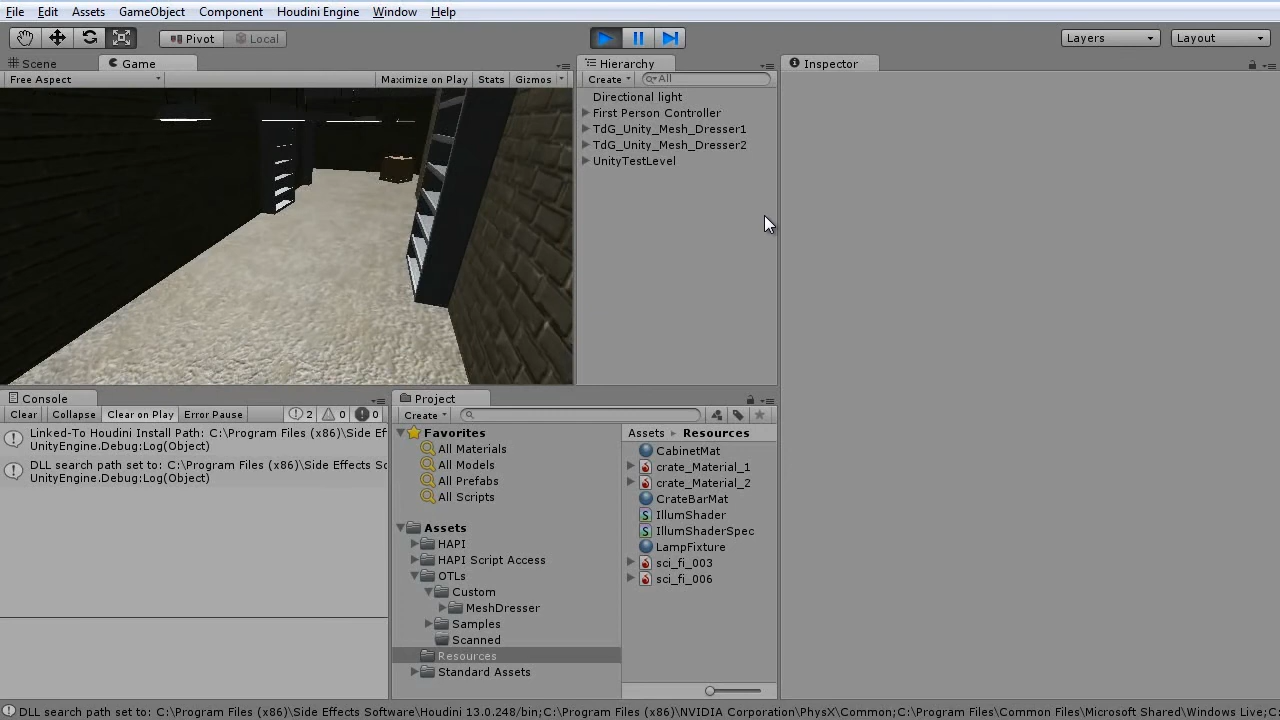 File Edit Assets GameObject Component Houdini Engine Window Help
Pivot Local Layers Layout
Scene Game Hierarchy Inspector
Free Aspect Maximize on Play Stats Gizmos Create All
Directional light
First Person Controller
TdG_Unity_Mesh_Dresser1
TdG_Unity_Mesh_Dresser2
UnityTestLevel
Console
Clear Collapse Clear on Play Error Pause 2 0 0
Linked-To Houdini Install Path: C:\Program Files (x86)\Side Ef
UnityEngine.Debug:Log(Object)
DLL search path set to: C:\Program Files (x86)\Side Effects Sc
UnityEngine.Debug:Log(Object)
Project
Create
Favorites
All Materials
All Models
All Prefabs
All Scripts
Assets
HAPI
HAPI Script Access
OTLs
Custom
MeshDresser
Samples
Scanned
Resources
Standard Assets
Assets Resources
CabinetMat
crate_Material_1
crate_Material_2
CrateBarMat
IllumShader
IllumShaderSpec
LampFixture
sci_fi_003
sci_fi_006
DLL search path set to: C:\Program Files (x86)\Side Effects Software\Houdini 13.0.248/bin;C:\Program Files (x86)\NVIDIA Corporation\PhysX\Common;C:\Program Files\Common Files\Microsoft Shared\Windows Live;C